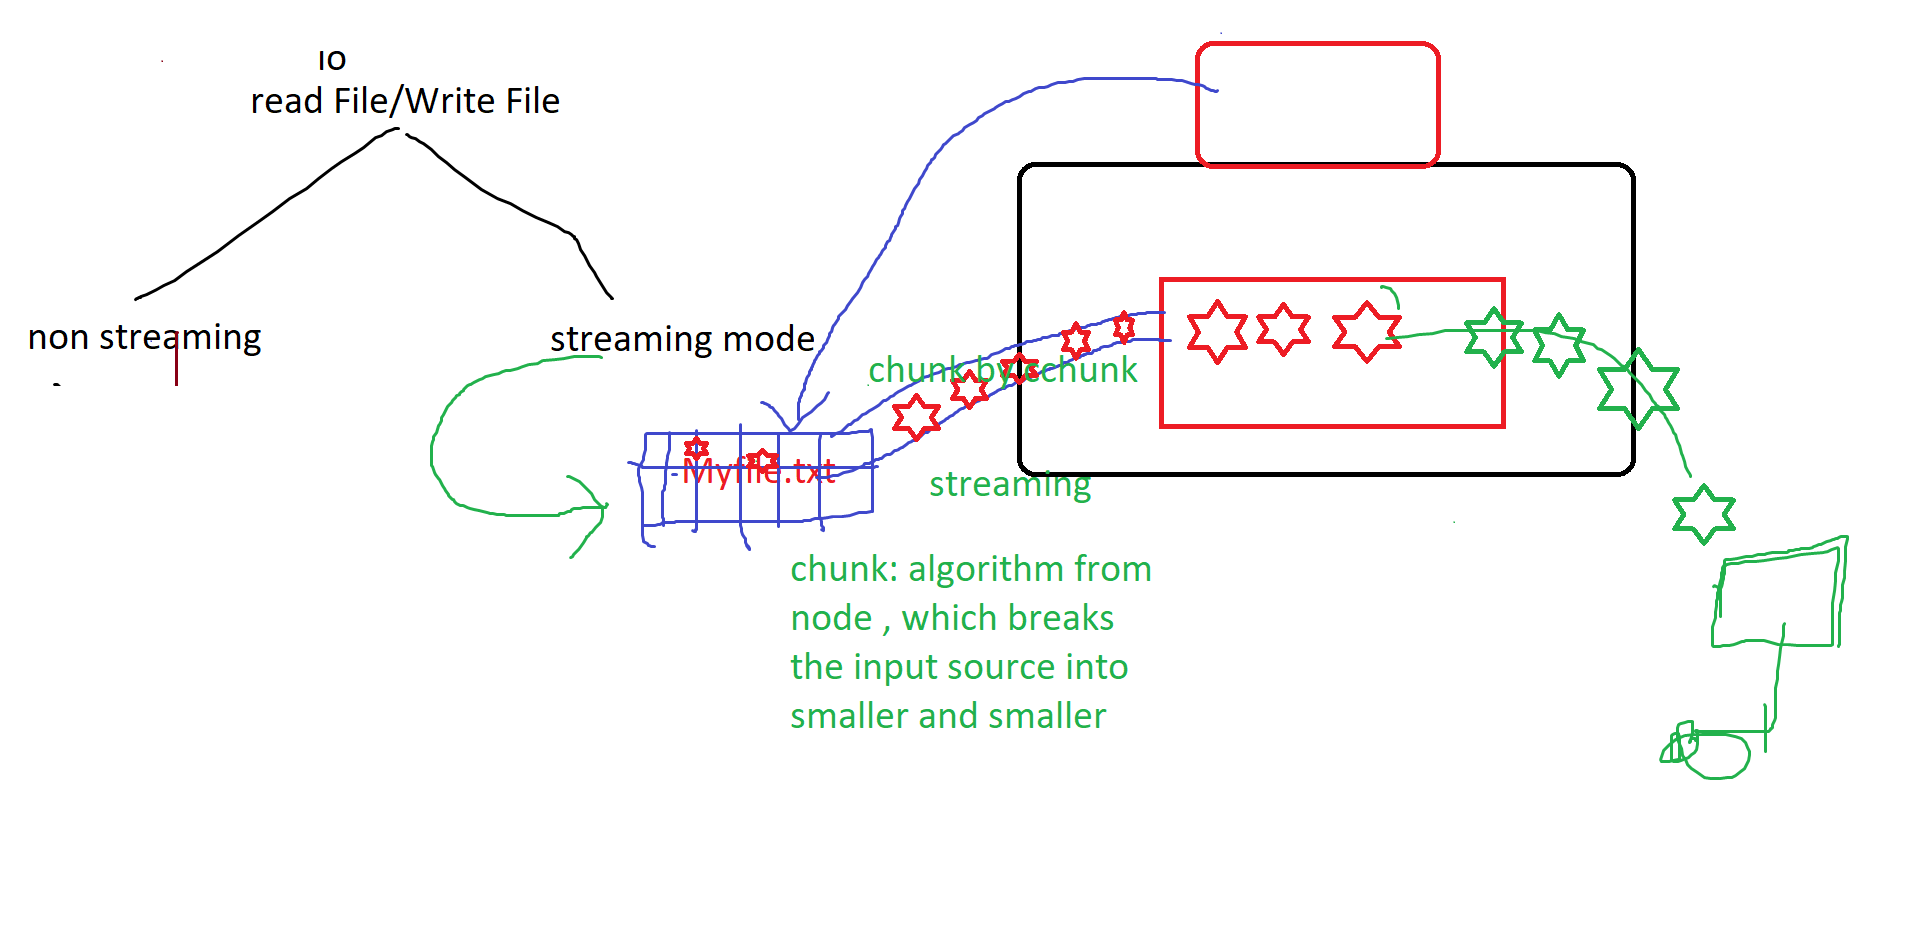 IO
read File/Write File
non streaming
streaming mode
chunk by cchunk
-Myfile.txt
streaming
chunk: algorithm from
node , which breaks
the input source into
smaller and smaller